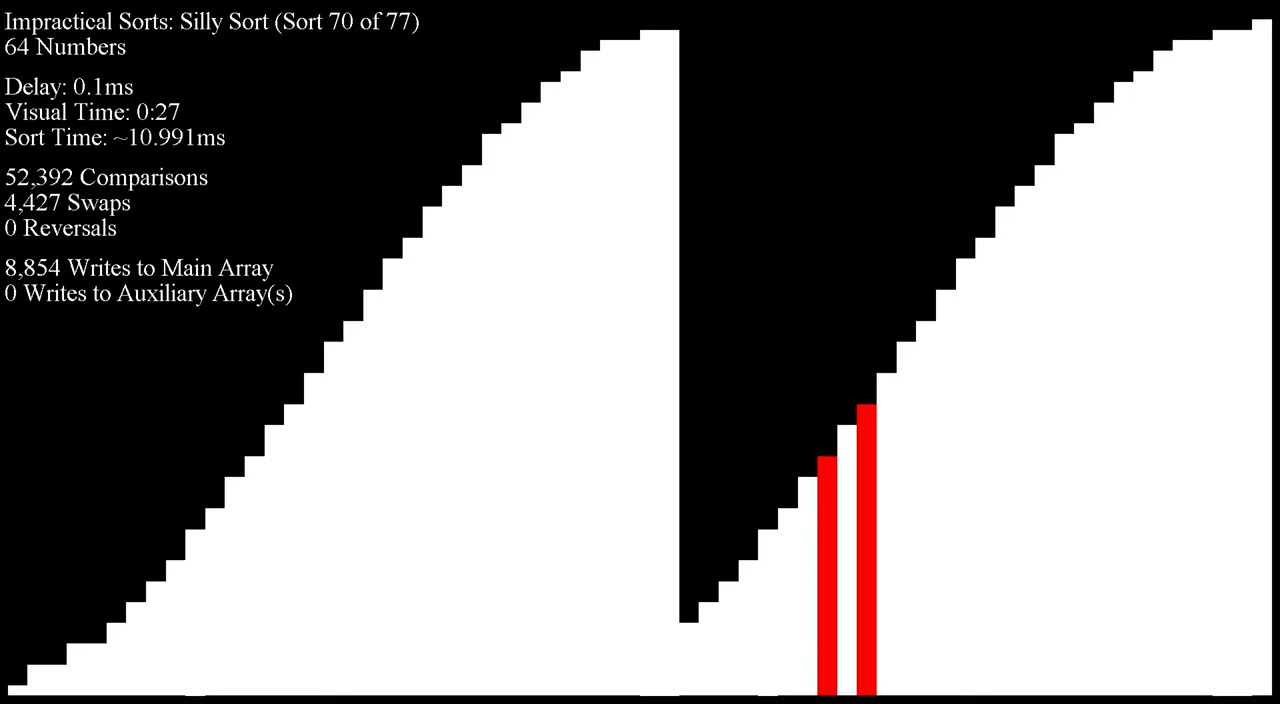 Impractical Sorts: Silly Sort (Sort 70 of 77)
64 Numbers
Delay: 0.1ms
Visual Time: 0:27
Sort Time: ~10.991ms
52,392 Comparisons
4,427 Swaps
0 Reversals
8,854 Writes to Main Array
0 Writes to Auxiliary Array(s)